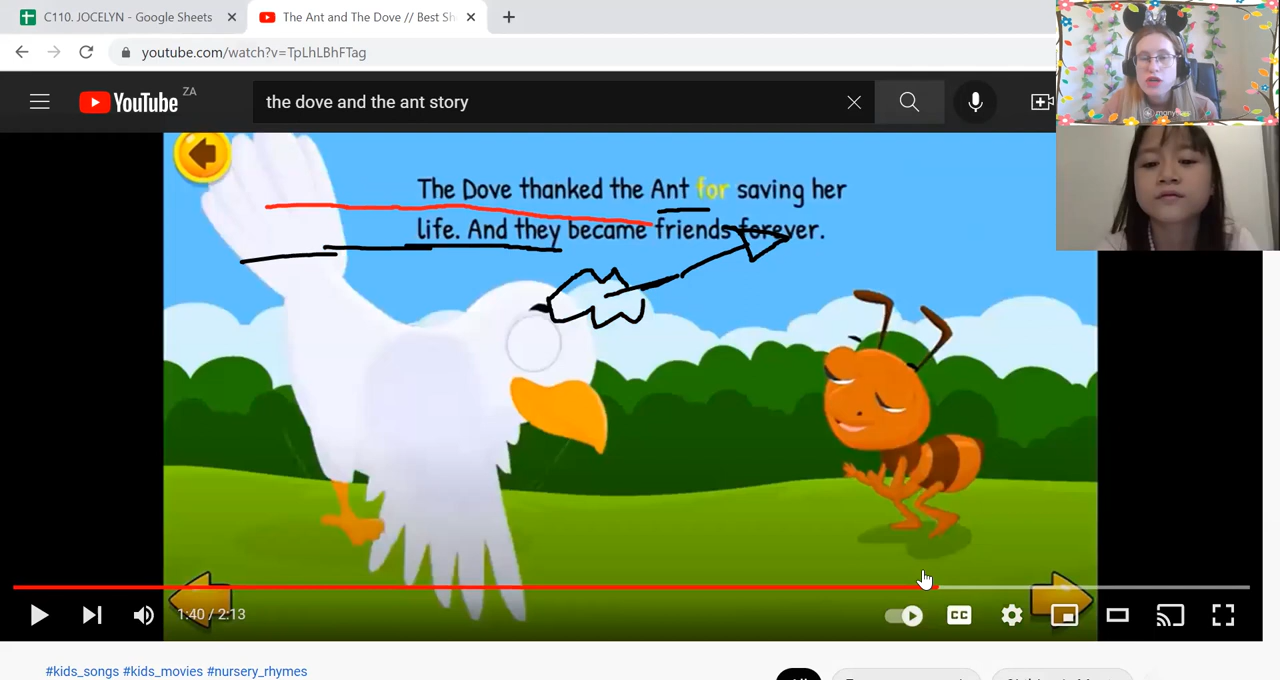 C110. JOCELYN - Google Sheets
The Ant and The Dove // Best Sh
youtube.com/watch?v=TpLhLBhFTag
YouTube ZA
the dove and the ant story
The Dove thanked the Ant for saving her
life. And they became friends forever.
1:40 / 2:13
CC
#kids_songs #kids_movies #nursery_rhymes